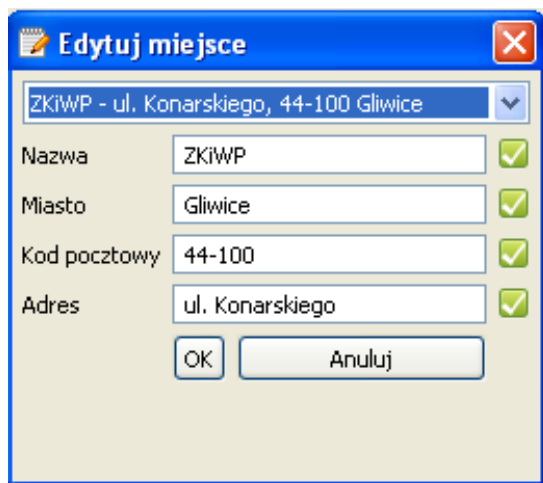 Edytuj miejsce
ZKiWP - ul. Konarskiego, 44-100 Gliwice
Nazwa ZKiWP
Miasto Gliwice
Kod pocztowy 44-100
Adres ul. Konarskiego
OK Anuluj